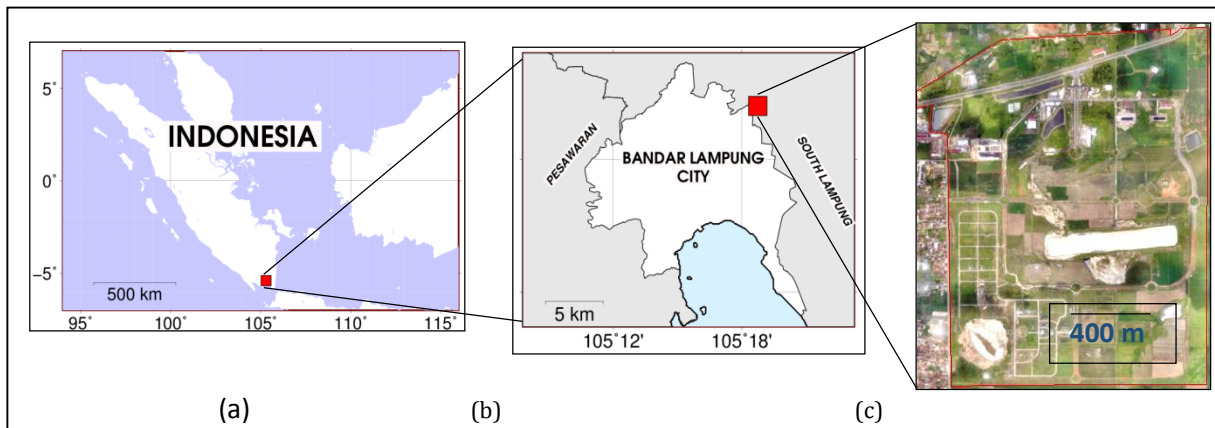 INDONESIA
5˚
0˚
−5˚
500 km
95˚
100˚
105˚
110˚
115˚
PESAWARAN
BANDAR LAMPUNG
CITY
SOUTH LAMPUNG
5 km
105˚12'
105˚18'
400 m
(a)
(b)
(c)